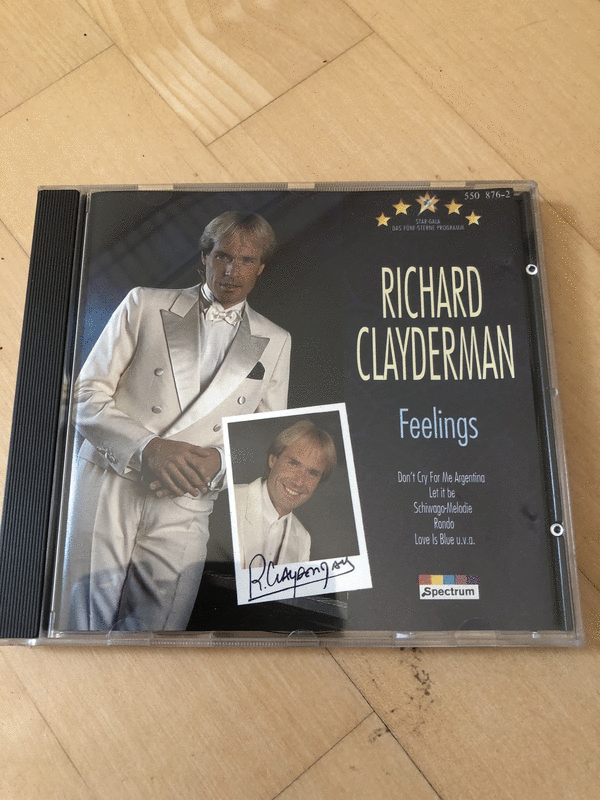 550 876-2
STAR-GALA
DAS FÜNF-STERNE PROGRAMM
RICHARD
CLAYDERMAN
Feelings
Don't Cry For Me Argentina
Let it be
Schiwago-Melodie
Rondo
Love Is Blue u.v.a.
R. Clayderman
Spectrum